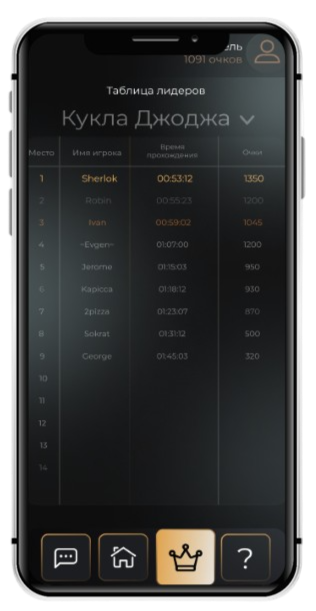 ель
1091 очков
Таблица лидеров
Кукла Джоджа
Место Имя игрока Время прохождения Очки
1 Sherlok 00:53:12 1350
2 Robin 00:55:23 1200
3 Ivan 00:59:02 1045
4 ~Evgen~ 01:07:00 1200
5 Jerome 01:15:03 950
6 Kapicca 01:18:12 930
7 2pizza 01:23:07 870
8 Sokrat 01:31:12 500
9 George 01:45:03 320
10
11
12
13
14
?